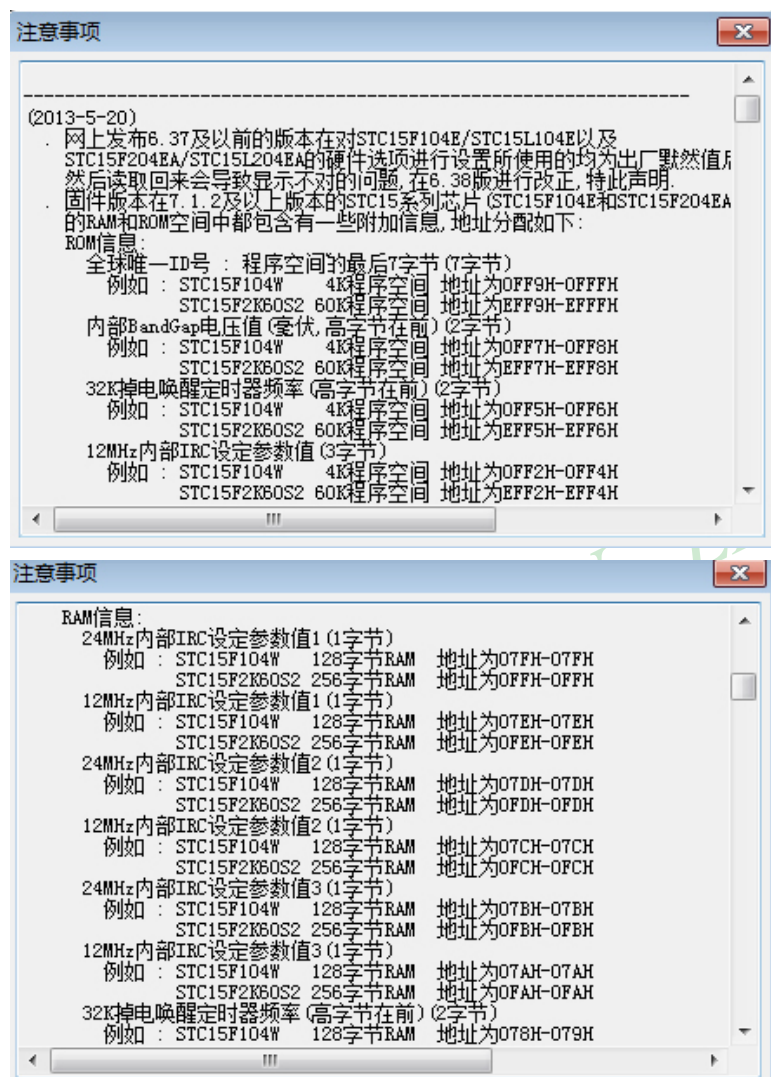 注意事项
-----------------------------------------------------------------
(2013-5-20)
. 网上发布6.37及以前的版本在对STC15F104E/STC15L104E以及
STC15F204EA/STC15L204EA的硬件选项进行设置所使用的均为出厂默然值后
然后读取回来会导致显示不对的问题,在6.38版进行改正,特此声明.
. 固件版本在7.1.2及以上版本的STC15系列芯片(STC15F104E和STC15F204EA
的RAM和ROM空间中都包含有一些附加信息,地址分配如下:
ROM信息:
全球唯一ID号 : 程序空间的最后7字节(7字节)
例如 : STC15F104W 4K程序空间 地址为0FF9H-0FFFH
STC15F2K60S2 60K程序空间 地址为EFF9H-EFFFH
内部BandGap电压值(毫伏,高字节在前)(2字节)
例如 : STC15F104W 4K程序空间 地址为0FF7H-0FF8H
STC15F2K60S2 60K程序空间 地址为EFF7H-EFF8H
32K掉电唤醒定时器频率(高字节在前)(2字节)
例如 : STC15F104W 4K程序空间 地址为0FF5H-0FF6H
STC15F2K60S2 60K程序空间 地址为EFF5H-EFF6H
12MHz内部IRC设定参数值(3字节)
例如 : STC15F104W 4K程序空间 地址为0FF2H-0FF4H
STC15F2K60S2 60K程序空间 地址为EFF2H-EFF4H
注意事项
RAM信息:
24MHz内部IRC设定参数值1(1字节)
例如 : STC15F104W 128字节RAM 地址为07FH-07FH
STC15F2K60S2 256字节RAM 地址为0FFH-0FFH
12MHz内部IRC设定参数值1(1字节)
例如 : STC15F104W 128字节RAM 地址为07EH-07EH
STC15F2K60S2 256字节RAM 地址为0FEH-0FEH
24MHz内部IRC设定参数值2(1字节)
例如 : STC15F104W 128字节RAM 地址为07DH-07DH
STC15F2K60S2 256字节RAM 地址为0FDH-0FDH
12MHz内部IRC设定参数值2(1字节)
例如 : STC15F104W 128字节RAM 地址为07CH-07CH
STC15F2K60S2 256字节RAM 地址为0FCH-0FCH
24MHz内部IRC设定参数值3(1字节)
例如 : STC15F104W 128字节RAM 地址为07BH-07BH
STC15F2K60S2 256字节RAM 地址为0FBH-0FBH
12MHz内部IRC设定参数值3(1字节)
例如 : STC15F104W 128字节RAM 地址为07AH-07AH
STC15F2K60S2 256字节RAM 地址为0FAH-0FAH
32K掉电唤醒定时器频率(高字节在前)(2字节)
例如 : STC15F104W 128字节RAM 地址为078H-079H